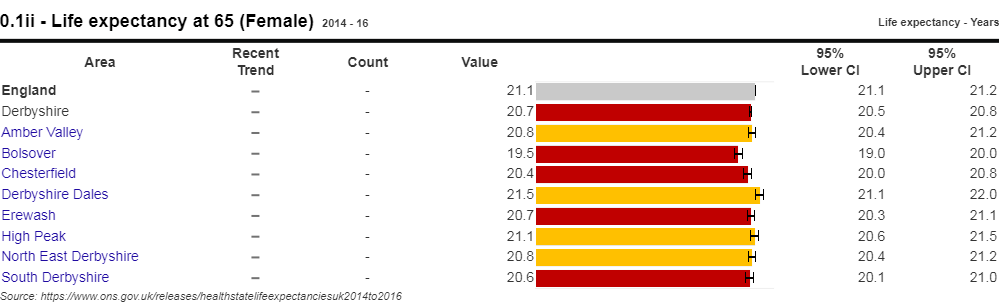 0.1ii - Life expectancy at 65 (Female) 2014 - 16 Life expectancy - Years
Area Recent Trend Count Value 95% Lower CI 95% Upper CI
England – - 21.1 21.1 21.2
Derbyshire – - 20.7 20.5 20.8
Amber Valley – - 20.8 20.4 21.2
Bolsover – - 19.5 19.0 20.0
Chesterfield – - 20.4 20.0 20.8
Derbyshire Dales – - 21.5 21.1 22.0
Erewash – - 20.7 20.3 21.1
High Peak – - 21.1 20.6 21.5
North East Derbyshire – - 20.8 20.4 21.2
South Derbyshire – - 20.6 20.1 21.0
Source: https://www.ons.gov.uk/releases/healthstatelifeexpectanciesuk2014to2016